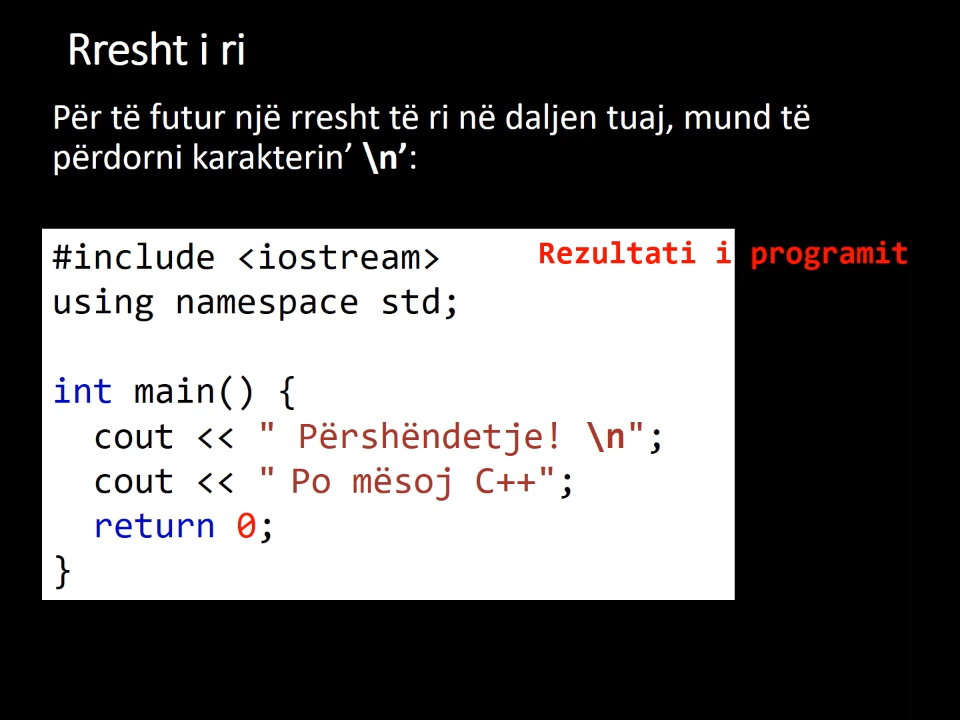 Rresht i ri
Për të futur një rresht të ri në daljen tuaj, mund të
përdorni karakterin’ \n’:
#include <iostream>
Rezultati i programit
using namespace std;
int main() {
cout << " Përshëndetje! \n";
cout << " Po mësoj C++";
return 0;
}